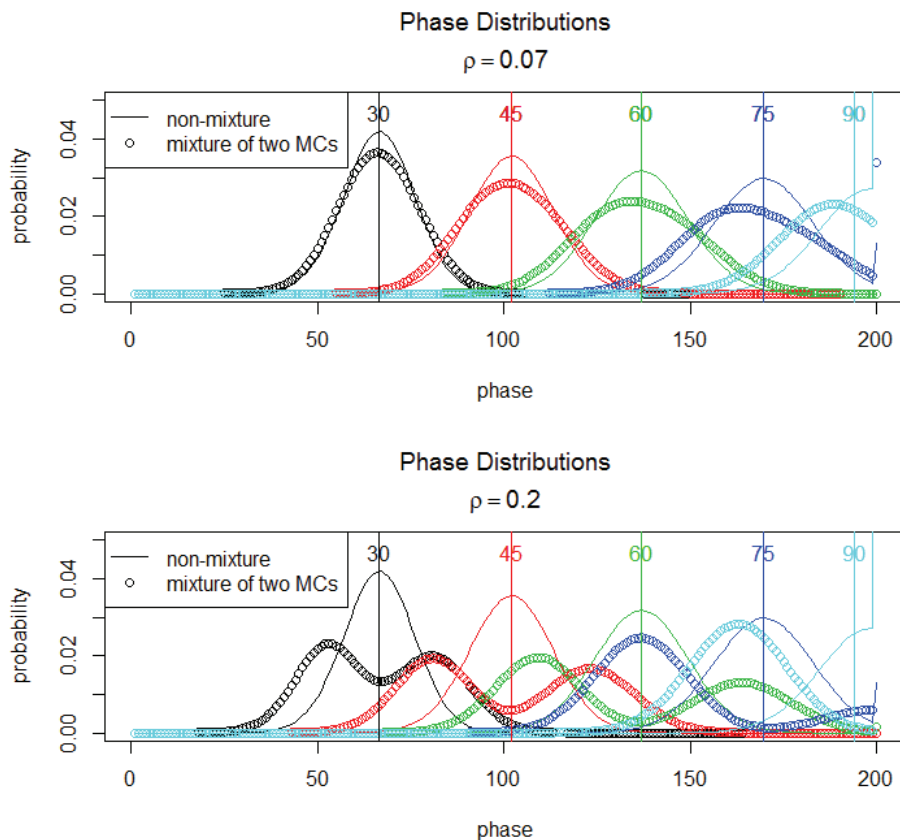 Phase Distributions
ρ = 0.07
non-mixture
mixture of two MCs
30
45
60
75
90
probability
0.00
0.02
0.04
0
50
100
150
200
phase
Phase Distributions
ρ = 0.2
non-mixture
mixture of two MCs
30
45
60
75
90
probability
0.00
0.02
0.04
0
50
100
150
200
phase